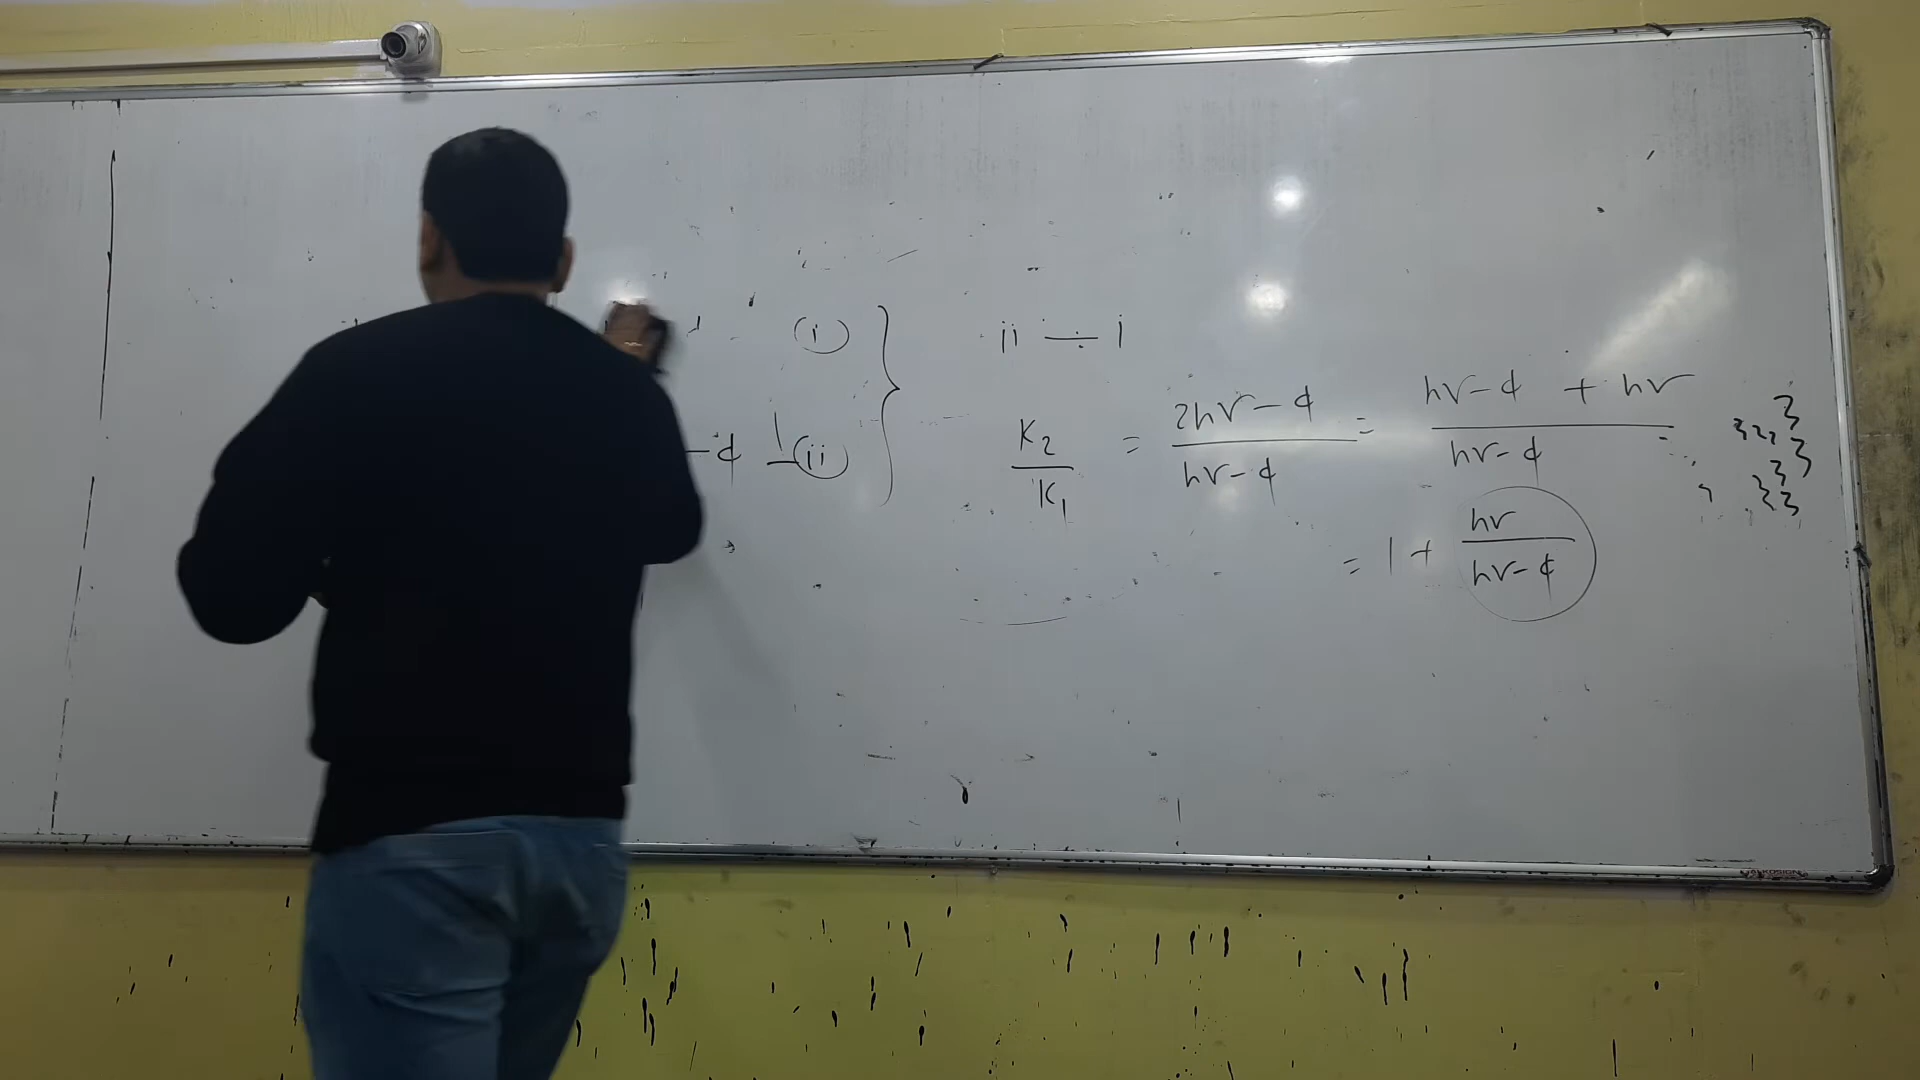 (i) } ii ÷ i
-ϕ -(ii)
K2/K1 = (2hν-ϕ)/(hν-ϕ) = (hν-ϕ + hν)/(hν-ϕ)
= 1 + hν/(hν-ϕ)